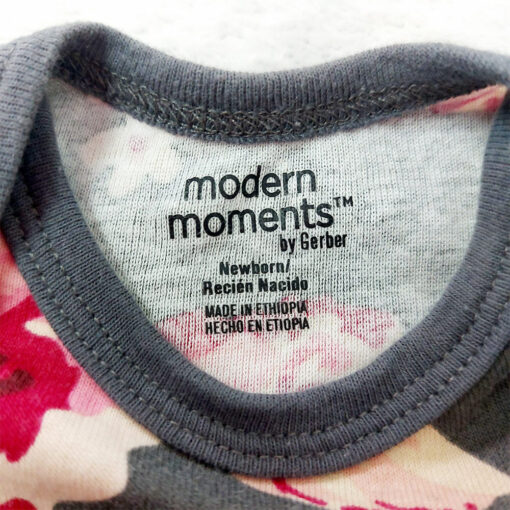 modern
moments™
by Gerber
Newborn/
Recién Nacido
MADE IN ETHIOPIA
HECHO EN ETIOPIA